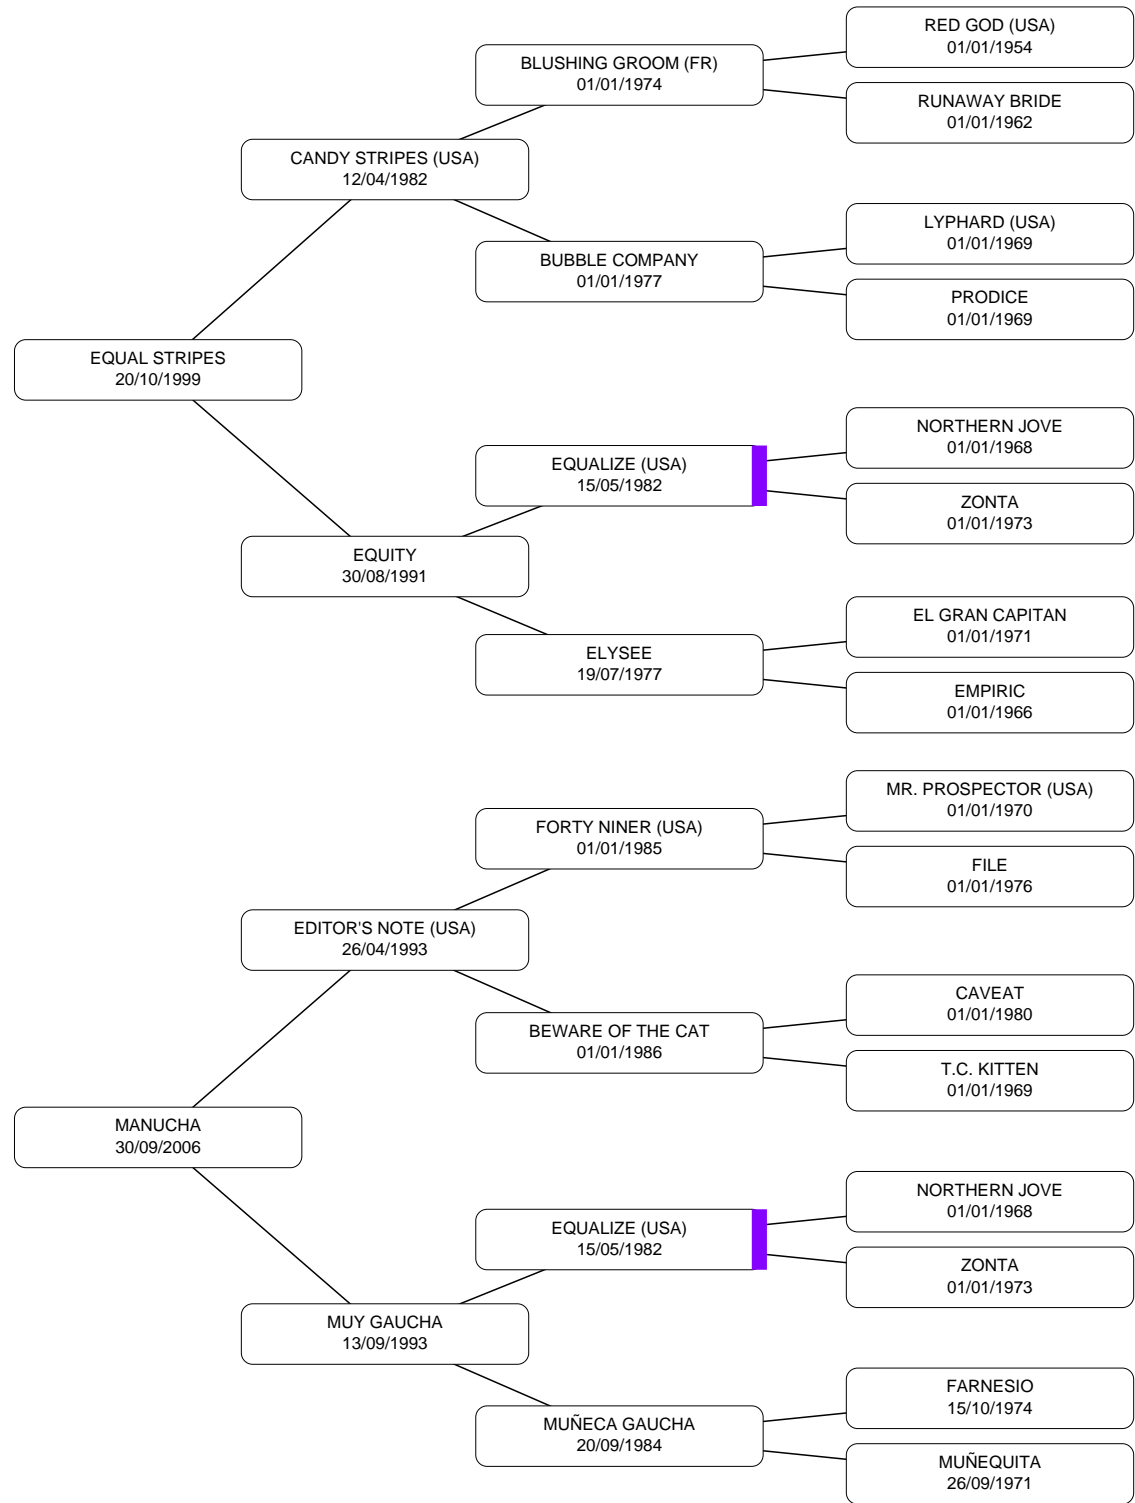 RED GOD (USA)
01/01/1954
BLUSHING GROOM (FR)
01/01/1974
RUNAWAY BRIDE
01/01/1962
CANDY STRIPES (USA)
12/04/1982
LYPHARD (USA)
01/01/1969
BUBBLE COMPANY
01/01/1977
PRODICE
01/01/1969
EQUAL STRIPES
20/10/1999
NORTHERN JOVE
01/01/1968
EQUALIZE (USA)
15/05/1982
ZONTA
01/01/1973
EQUITY
30/08/1991
EL GRAN CAPITAN
01/01/1971
ELYSEE
19/07/1977
EMPIRIC
01/01/1966
MR. PROSPECTOR (USA)
01/01/1970
FORTY NINER (USA)
01/01/1985
FILE
01/01/1976
EDITOR'S NOTE (USA)
26/04/1993
CAVEAT
01/01/1980
BEWARE OF THE CAT
01/01/1986
T.C. KITTEN
01/01/1969
MANUCHA
30/09/2006
NORTHERN JOVE
01/01/1968
EQUALIZE (USA)
15/05/1982
ZONTA
01/01/1973
MUY GAUCHA
13/09/1993
FARNESIO
15/10/1974
MUÑECA GAUCHA
20/09/1984
MUÑEQUITA
26/09/1971